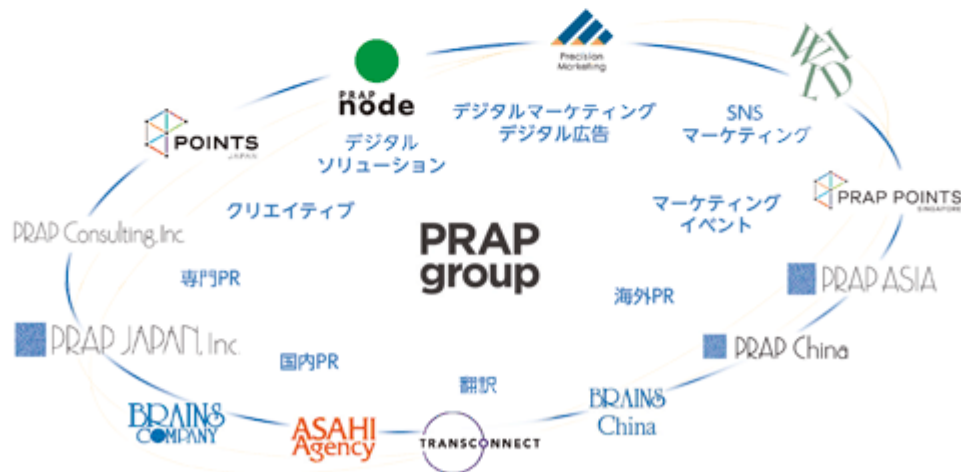 Precision
Marketing
WILD
PRAP
node
デジタルマーケティング
デジタル広告
SNS
マーケティング
POINTS
JAPAN
デジタル
ソリューション
PRAP POINTS
SINGAPORE
クリエイティブ
マーケティング
イベント
PRAP Consulting, Inc
PRAP
group
専門PR
PRAP ASIA
海外PR
PRAP JAPAN, Inc.
PRAP China
国内PR
翻訳
BRAINS
COMPANY
ASAHI
Agency
TRANSCONNECT
BRAINS
China